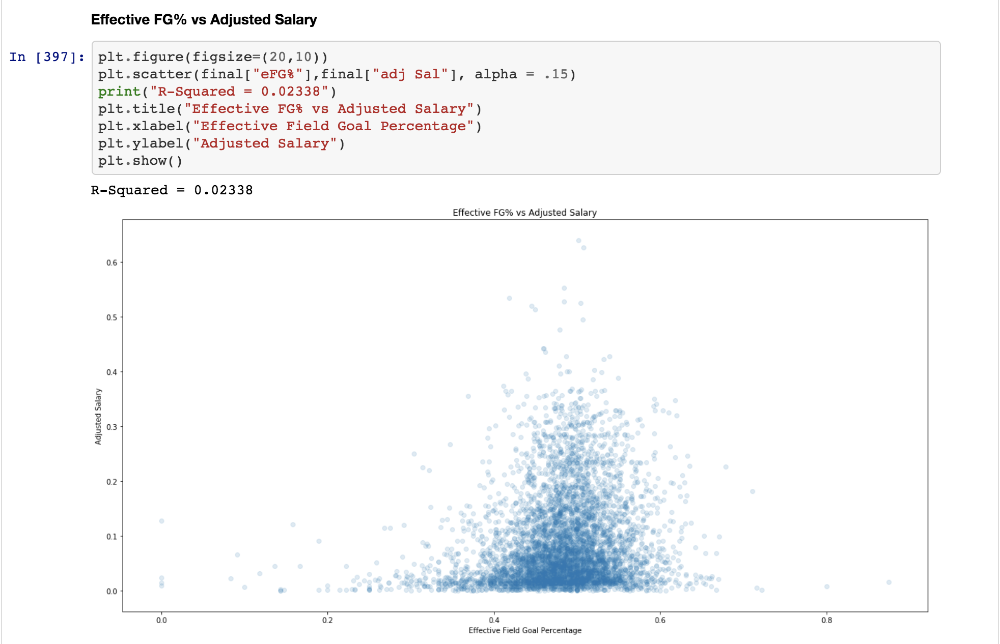 Effective FG% vs Adjusted Salary
In [397]:
plt.figure(figsize=(20,10))
plt.scatter(final["eFG%"],final["adj Sal"], alpha = .15)
print("R-Squared = 0.02338")
plt.title("Effective FG% vs Adjusted Salary")
plt.xlabel("Effective Field Goal Percentage")
plt.ylabel("Adjusted Salary")
plt.show()
R-Squared = 0.02338
Effective FG% vs Adjusted Salary
0.6
0.5
0.4
0.3
0.2
0.1
0.0
Adjusted Salary
0.0 0.2 0.4 0.6 0.8
Effective Field Goal Percentage